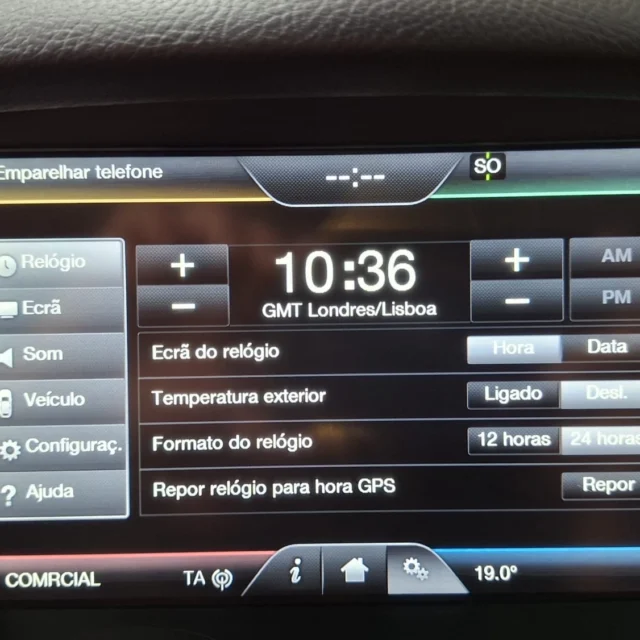 Emparelhar telefone
--:--
SO
Relógio
+
10:36
+
AM
Ecrã
−
GMT Londres/Lisboa
−
PM
Som
Ecrã do relógio
Hora
Data
Veículo
Temperatura exterior
Ligado
Desl.
Configuraç.
Formato do relógio
12 horas
24 horas
? Ajuda
Repor relógio para hora GPS
Repor
COMRCIAL
TA
i
19.0°